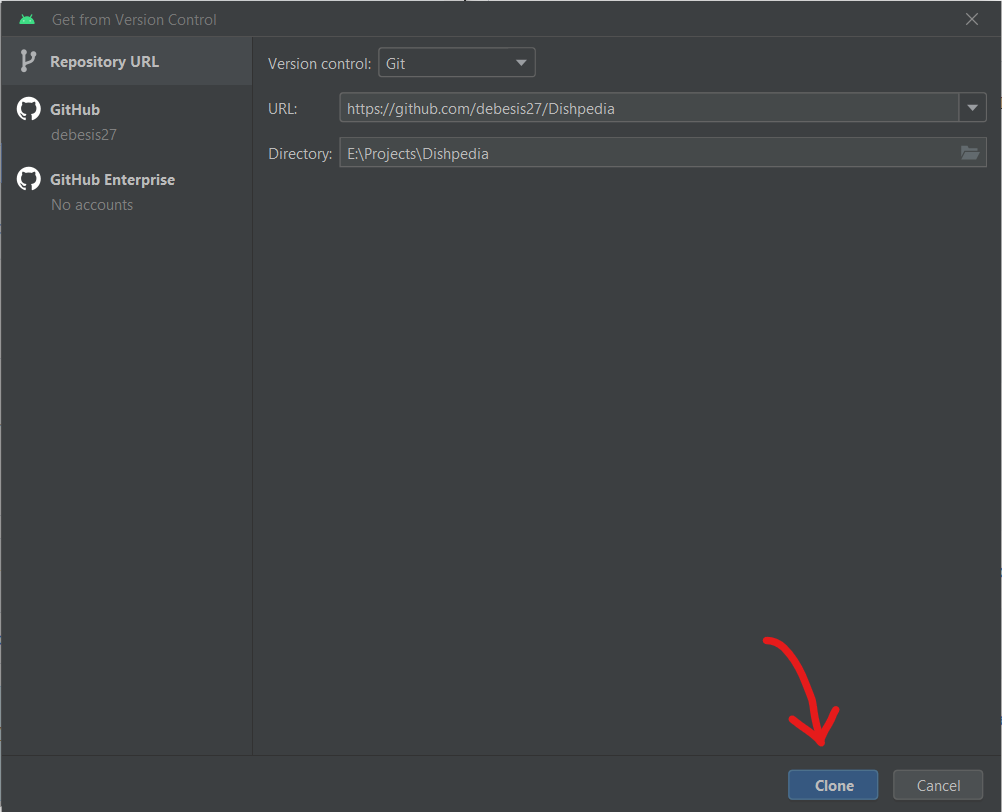 Get from Version Control
Repository URL
GitHub
debesis27
GitHub Enterprise
No accounts
Version control: Git
URL: https://github.com/debesis27/Dishpedia
Directory: E:\Projects\Dishpedia
Clone Cancel